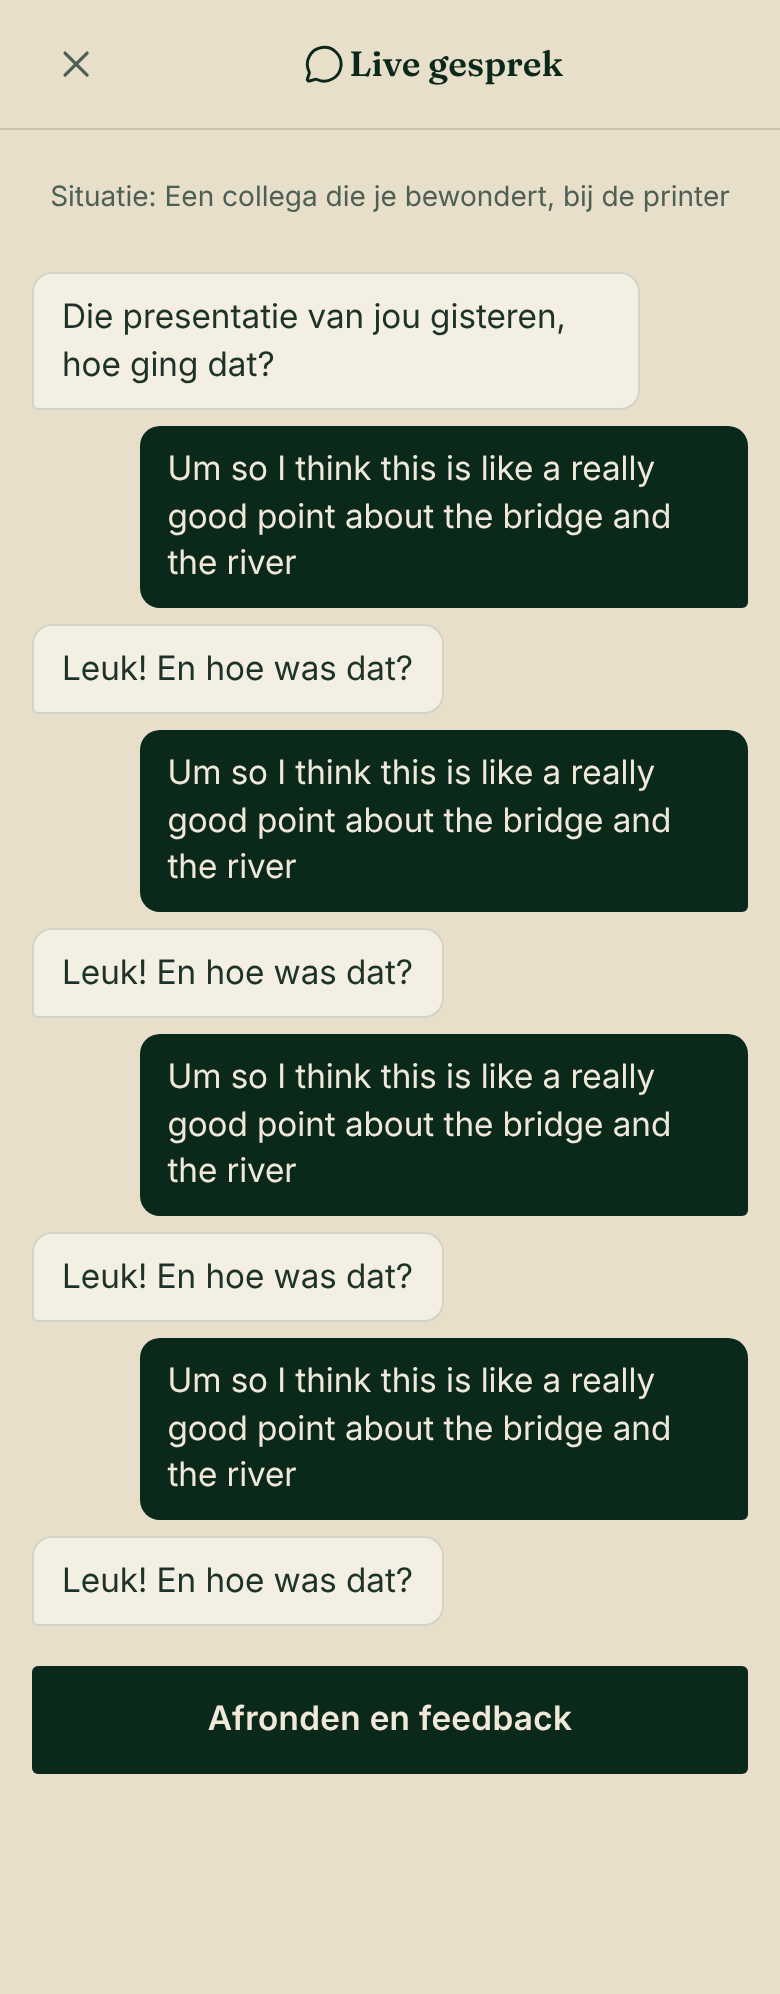 Live gesprek
Situatie: Een collega die je bewondert, bij de printer
Die presentatie van jou gisteren,
hoe ging dat?
Um so I think this is like a really
good point about the bridge and
the river
Leuk! En hoe was dat?
Um so I think this is like a really
good point about the bridge and
the river
Leuk! En hoe was dat?
Um so I think this is like a really
good point about the bridge and
the river
Leuk! En hoe was dat?
Um so I think this is like a really
good point about the bridge and
the river
Leuk! En hoe was dat?
Afronden en feedback